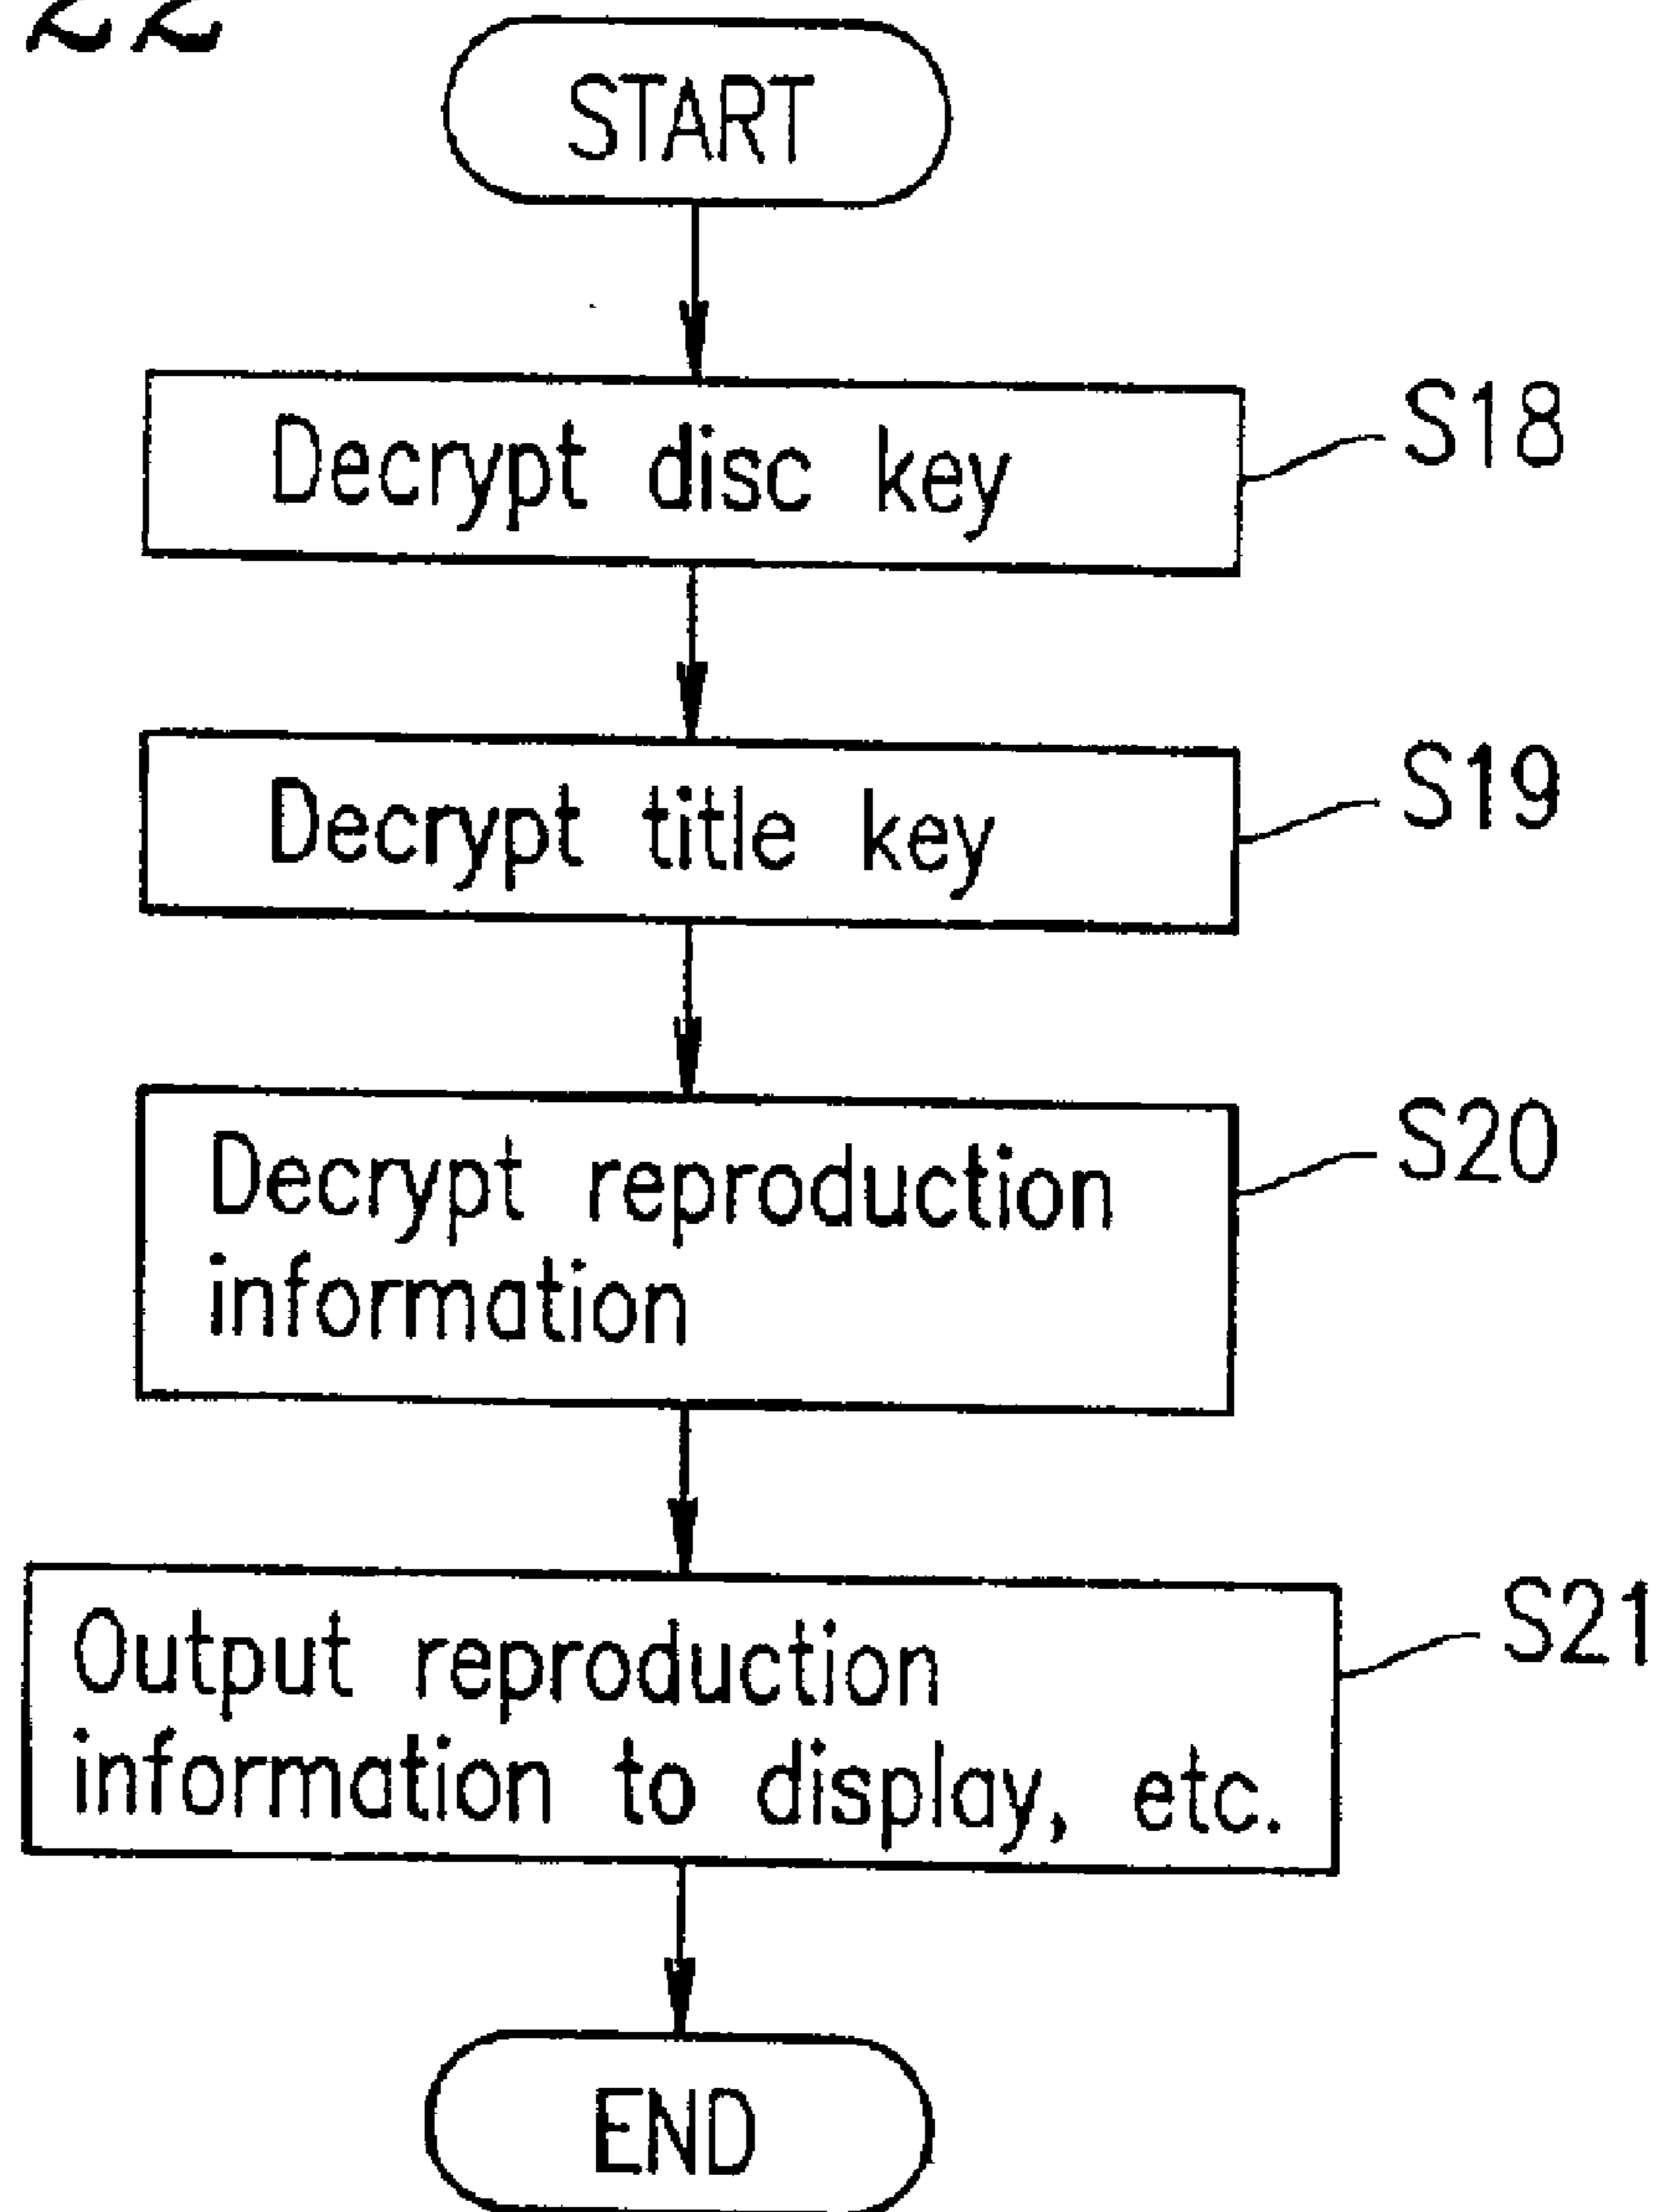 22
START
Decrypt disc key
S18
Decrypt title key
S19
Decrypt reproduction
information
S20
Output reproduction
information to display, etc.
S21
END